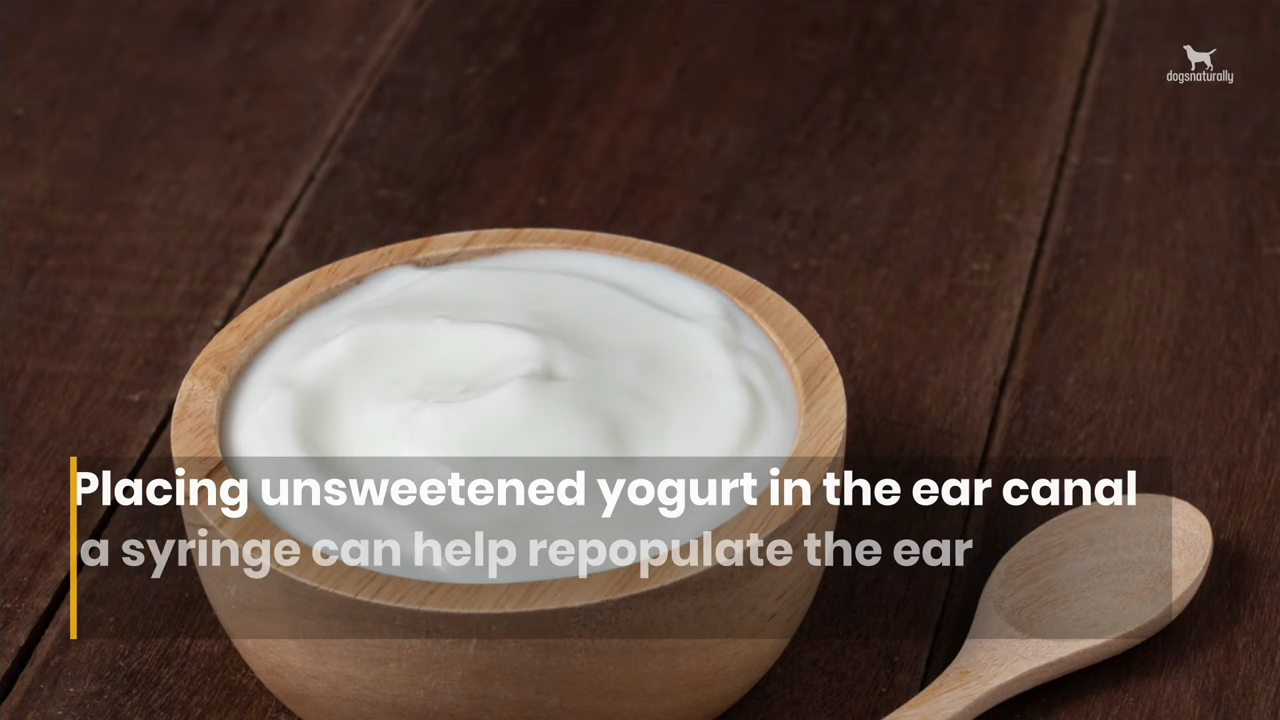 dogsnaturally
Placing unsweetened yogurt in the ear canal
a syringe can help repopulate the ear